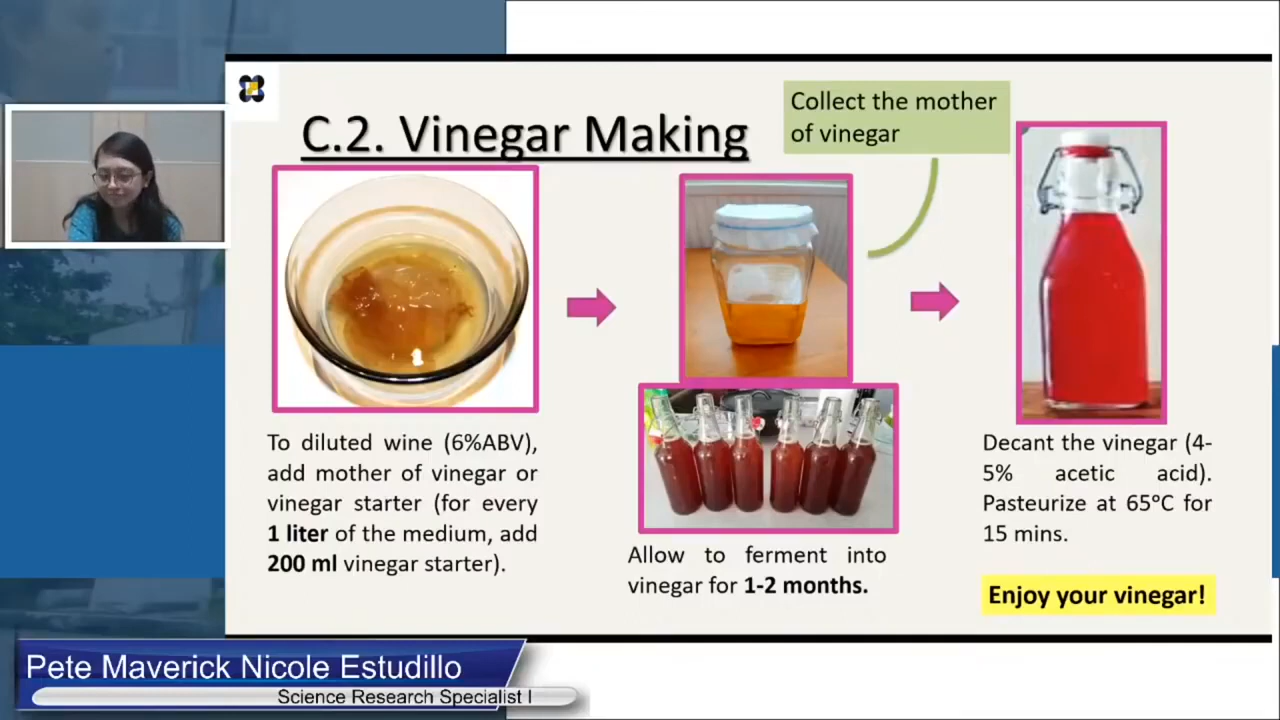 C.2. Vinegar Making
Collect the mother
of vinegar
To diluted wine (6%ABV),
add mother of vinegar or
vinegar starter (for every
1 liter of the medium, add
200 ml vinegar starter).
Allow to ferment into
vinegar for 1-2 months.
Decant the vinegar (4-
5% acetic acid).
Pasteurize at 65°C for
15 mins.
Enjoy your vinegar!
Pete Maverick Nicole Estudillo
Science Research Specialist I